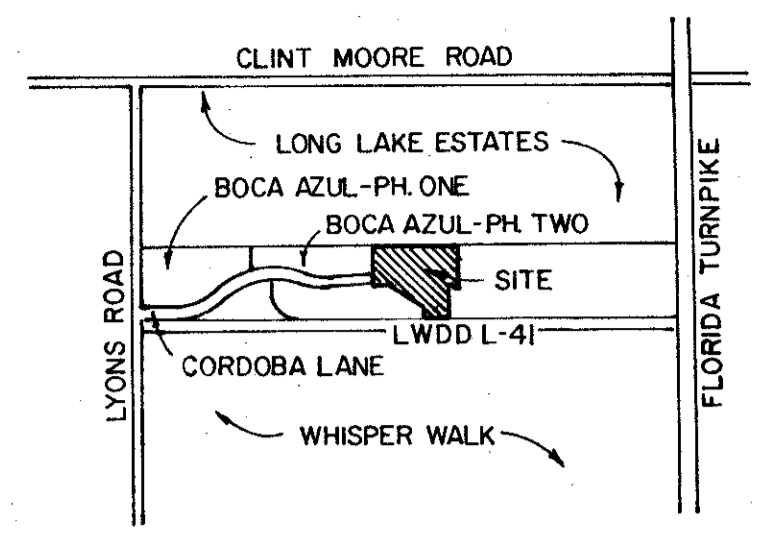 CLINT MOORE ROAD
LONG LAKE ESTATES
BOCA AZUL-PH. ONE
BOCA AZUL-PH. TWO
SITE
LWDD L-41
CORDOBA LANE
LYONS ROAD
FLORIDA TURNPIKE
WHISPER WALK